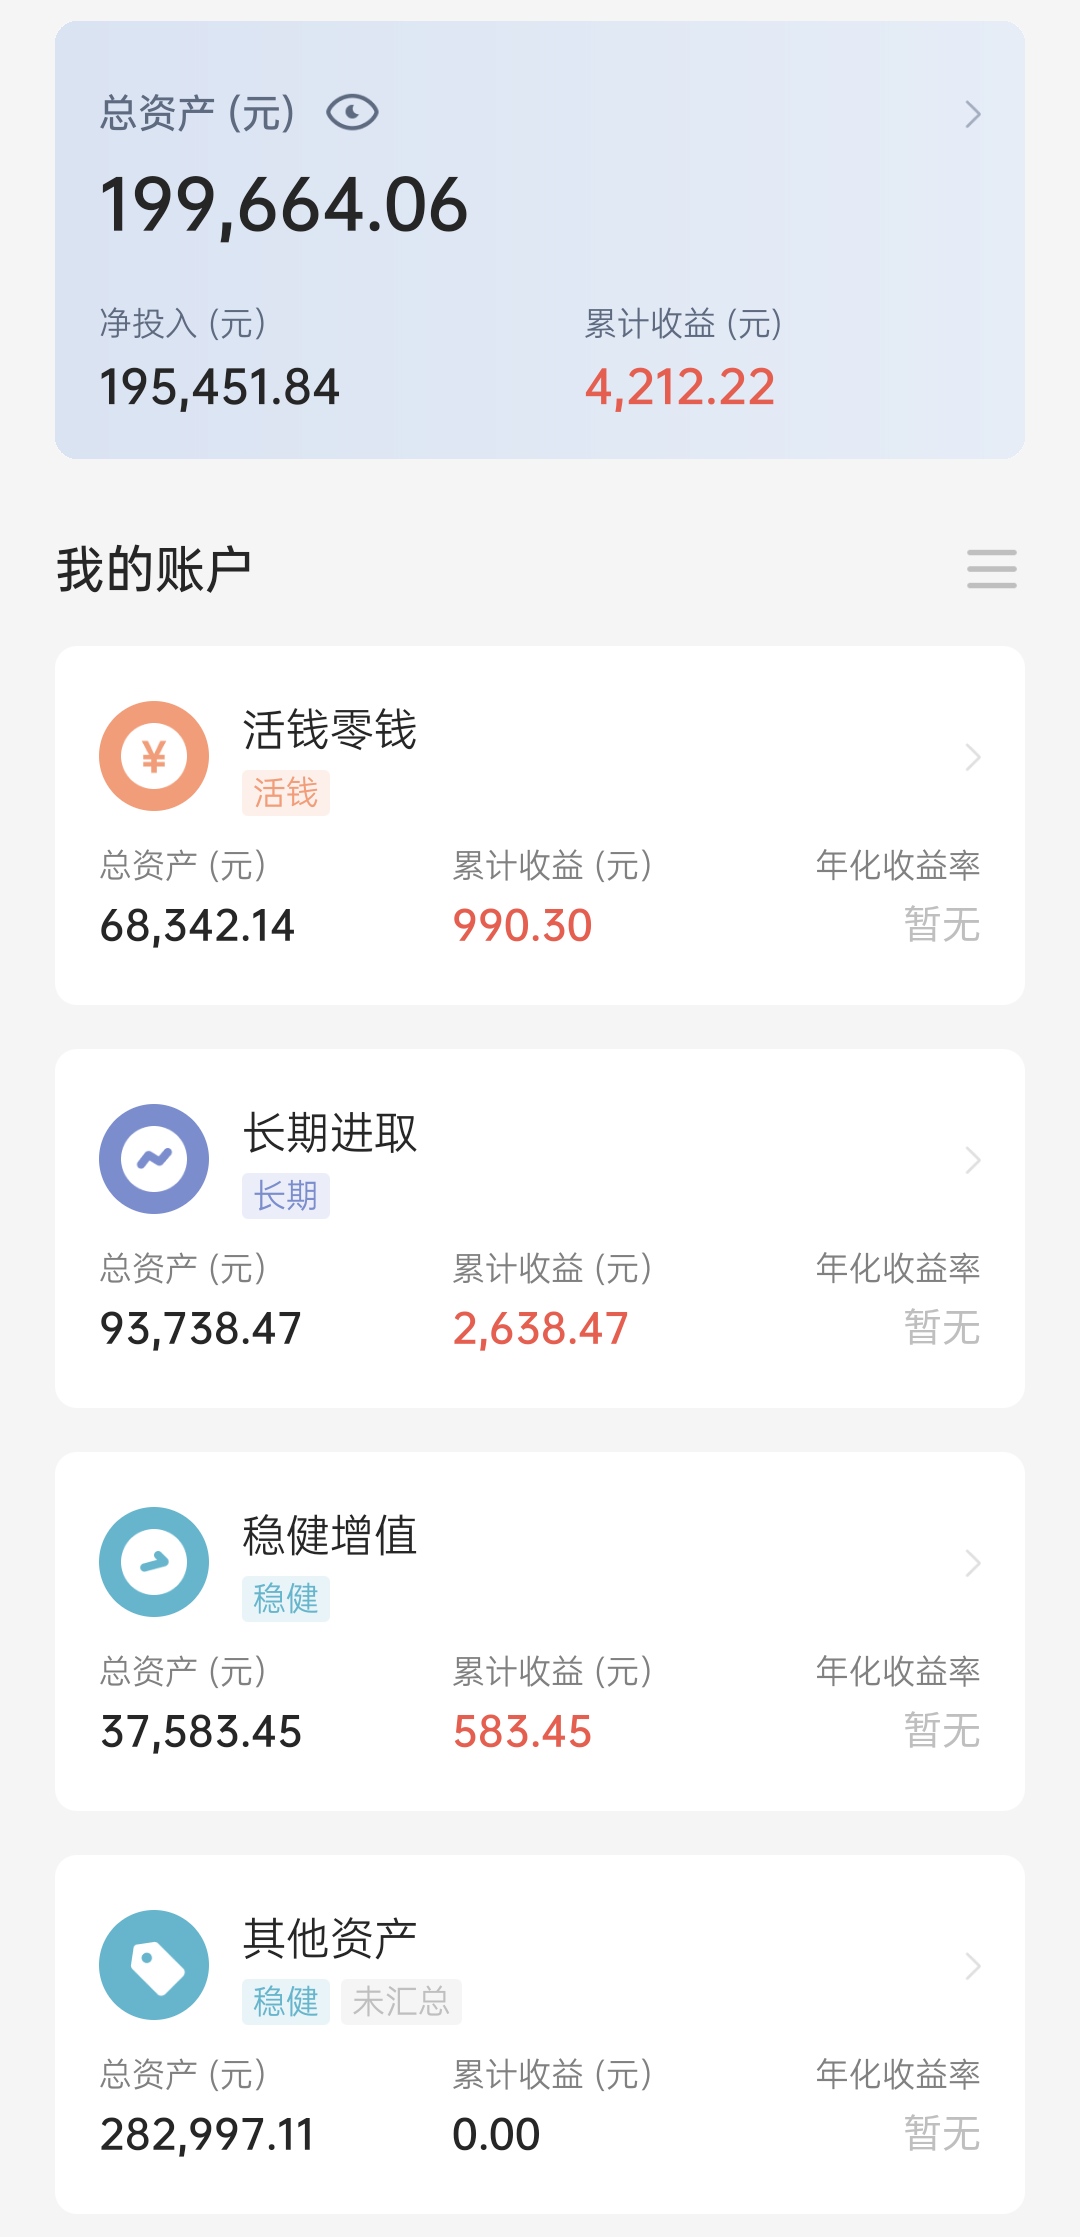 总资产 (元)
199,664.06
净投入 (元) 累计收益 (元)
195,451.84 4,212.22
我的账户
¥ 活钱零钱
活钱
总资产 (元) 累计收益 (元) 年化收益率
68,342.14 990.30 暂无
长期进取
长期
总资产 (元) 累计收益 (元) 年化收益率
93,738.47 2,638.47 暂无
稳健增值
稳健
总资产 (元) 累计收益 (元) 年化收益率
37,583.45 583.45 暂无
其他资产
稳健 未汇总
总资产 (元) 累计收益 (元) 年化收益率
282,997.11 0.00 暂无